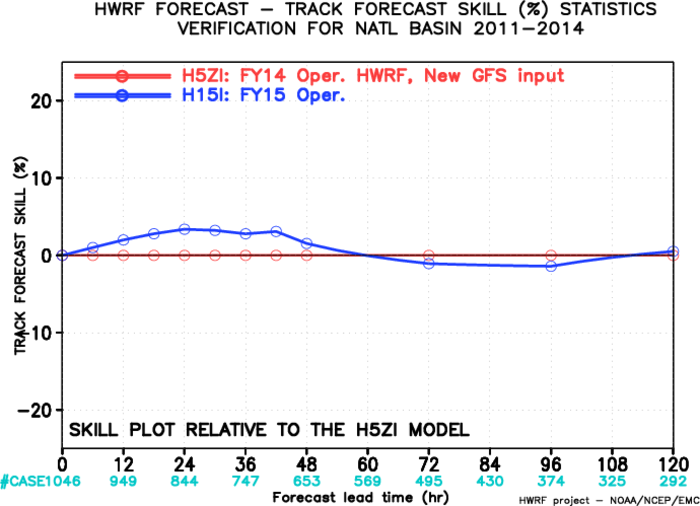 HWRF FORECAST – TRACK FORECAST SKILL (%) STATISTICS
VERIFICATION FOR NATL BASIN 2011–2014
H5ZI: FY14 Oper. HWRF, New GFS input
H15I: FY15 Oper.
TRACK FORECAST SKILL (%)
20
10
0
–10
–20
SKILL PLOT RELATIVE TO THE H5ZI MODEL
0 12 24 36 48 60 72 84 96 108 120
#CASE1046 949 844 747 653 569 495 430 374 325 292
Forecast lead time (hr)
HWRF project – NOAA/NCEP/EMC